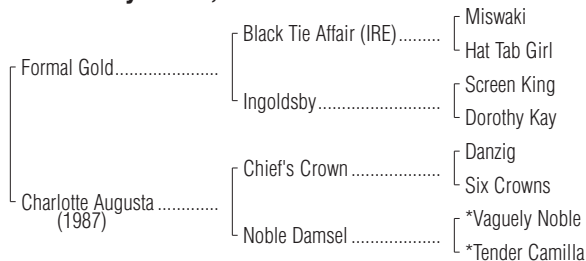 Miswaki
Black Tie Affair (IRE).........
Hat Tab Girl
Formal Gold......................
Screen King
Ingoldsby..........................
Dorothy Kay
Danzig
Chief's Crown ...................
Six Crowns
Charlotte Augusta .............
(1987)
*Vaguely Noble
Noble Damsel ...................
*Tender Camilla